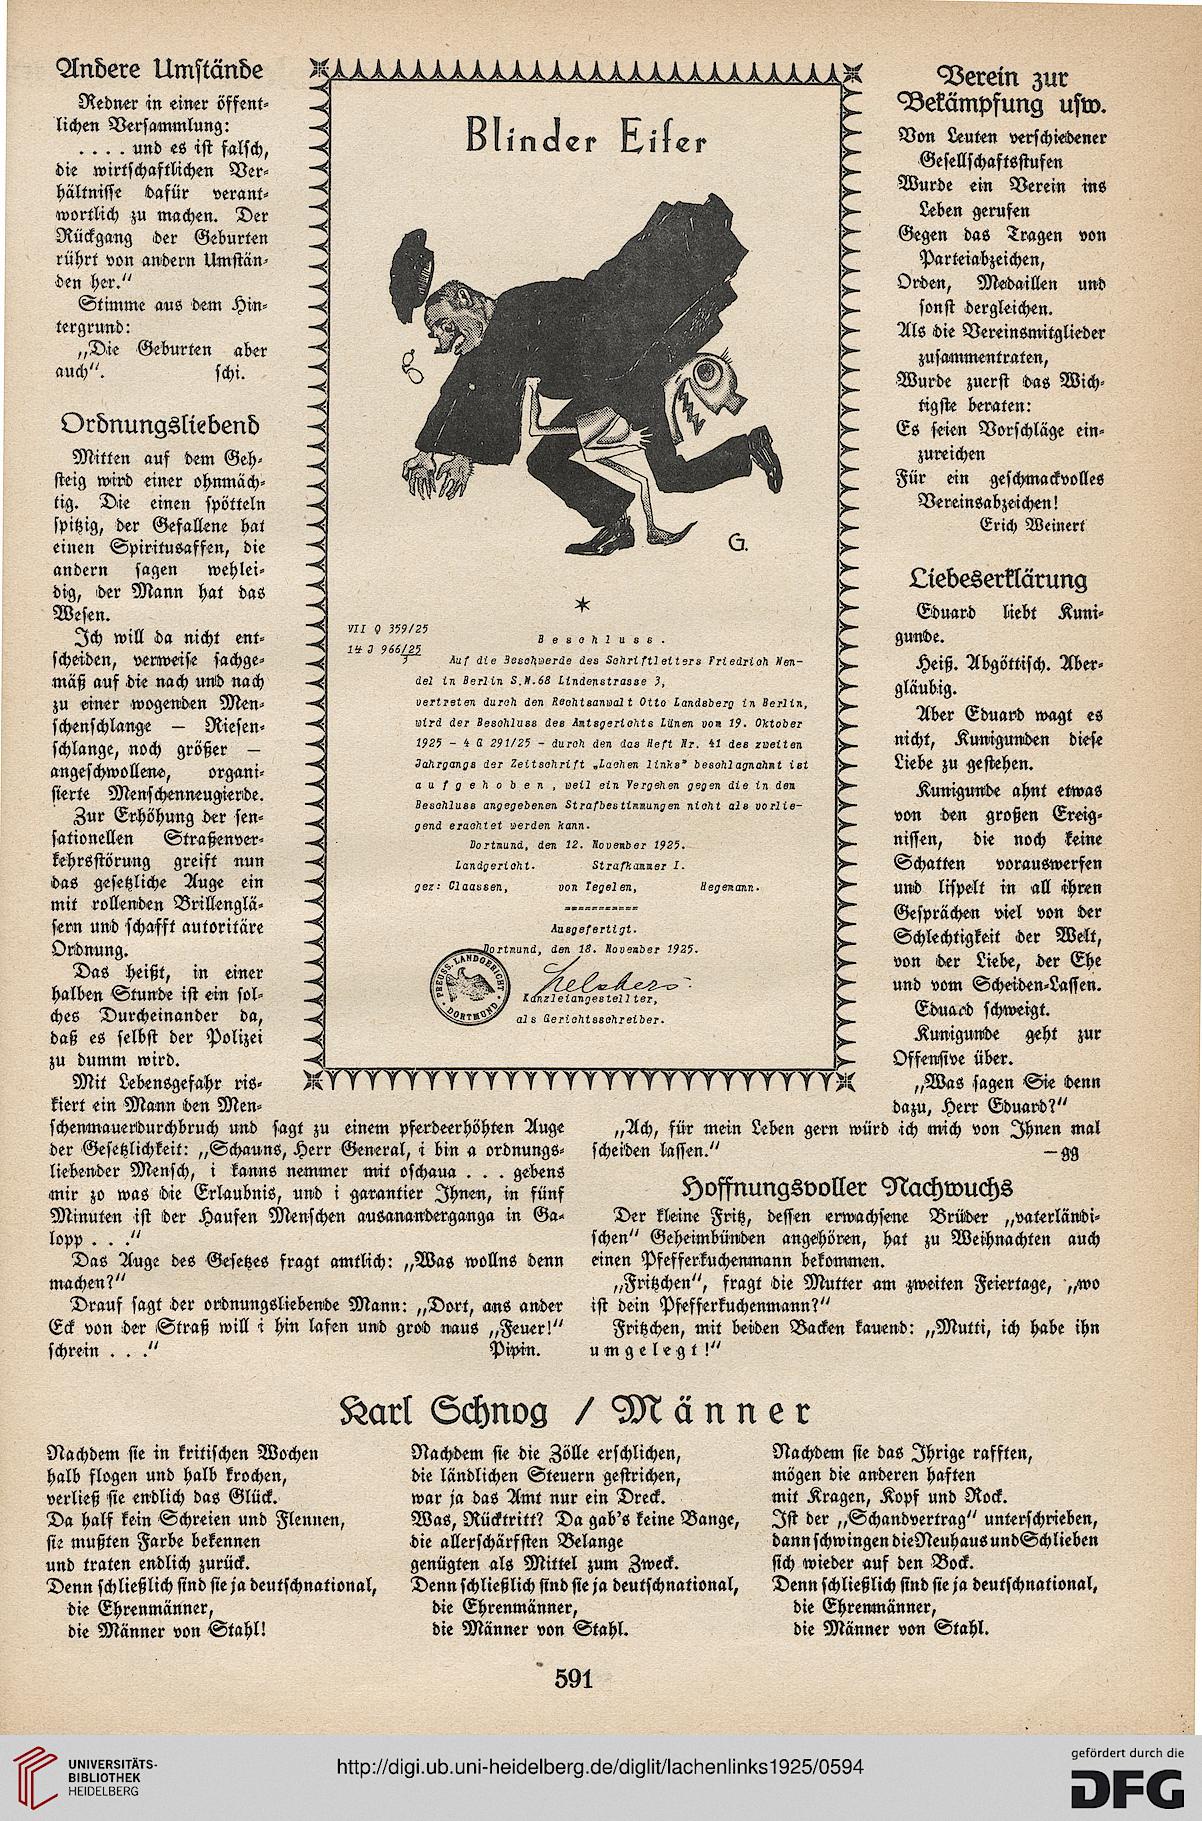 Andere Umstände
Redner in einer öffent-
lichen Versammlung:
. . . . und es ist falsch,
die wirtschaftlichen Ver-
hältnisse dafür verant-
wortlich zu machen. Der
Rückgang der Geburten
rührt von andern Umstän-
den her."
Stimme aus dem Hin-
tergrund:
„Die Geburten aber
auch". schi.
Ordnungsliebend
Mitten auf dem Geh-
steig wird einer ohnmäch-
tig. Die einen spötteln
spitzig, der Gefallene hat
einen Spiritusaffen, die
andern sagen wehlei-
dig, der Mann hat das
Wesen.
Ich will da nicht ent-
scheiden, verweise sachge-
mäß auf die nach und nach
zu einer wogenden Men-
schenschlange — Riesen-
schlange, noch größer —
angeschwollene, organi-
sierte Menschenneugierde.
Zur Erhöhung der sen-
sationellen Straßenver-
kehrsstörung greift nun
das gesetzliche Auge ein
mit rollenden Brillenglä-
sern und schafft autoritäre
Ordnung.
Das heißt, in einer
halben Stunde ist ein sol-
ches Durcheinander da,
daß es selbst der Polizei
zu dumm wird.
Mit Lebensgefahr ris-
kiert ein Mann den Men-
schenmauerdurchbruch und sagt zu einem pferdeerhöhten Auge
der Gesetzlichkeit: „Schauns, Herr General, i bin a ordnungs-
liebender Mensch, i kanns nemmer mit oschaua . . . gebens
mir zo was die Erlaubnis, und i garantier Ihnen, in fünf
Minuten ist der Haufen Menschen ausananderganga in Ga-
lopp . . ."
Das Auge des Gesetzes fragt amtlich: „Was wollns denn
machen?"
Drauf sagt der ordnungsliebende Mann: „Dort, ans ander
Eck von der Straß will i hin lafen und grod naus „Feuer!"
schrein . . ." Pipin.
Blinder Eifer
G.
*
VII Q 359/25
14 J 966/25
3
Beschluss.
Auf die Beschwerde des Schriftleiters Friedrich Wen-
del in Berlin S.W.68 Lindenstrasse 3,
vertreten durch den Rechtsanwalt Otto Landsberg in Berlin,
wird der Beschluss des Amtsgerichts Lünen vom 19. Oktober
1925 - 4 G 291/25 - durch den das Heft Nr. 41 des zweiten
Jahrgangs der Zeitschrift „Lachen links" beschlagnahmt ist
aufgehoben, weil ein Vergehen gegen die in dem
Beschluss angegebenen Strafbestimmungen nicht als vorlie-
gend erachtet werden kann.
Dortmund, den 12. November 1925.
Landgericht. Strafkammer I.
gez: Claassen, von Tegelen, Hegemann.
===========
Ausgefertigt.
Dortmund, den 18. November 1925.
PREUSS. LANDGERICHT
DORTMUND
Kanzleiangestellter,
als Gerichtsschreiber.
Verein zur
Bekämpfung usw.
Von Leuten verschiedener
Gesellschaftsstufen
Wurde ein Verein ins
Leben gerufen
Gegen das Tragen von
Parteiabzeichen,
Orden, Medaillen und
sonst dergleichen.
Als die Vereinsmitglieder
zusammentraten,
Wurde zuerst das Wich-
tigste beraten:
Es seien Vorschläge ein-
zureichen
Für ein geschmackvolles
Vereinsabzeichen!
Erich Weinert
Liebeserklärung
Eduard liebt Kuni-
gunde.
Heiß. Abgöttisch. Aber-
gläubig.
Aber Eduard wagt es
nicht, Kunigunden diese
Liebe zu gestehen.
Kunigunde ahnt etwas
von den großen Ereig-
nissen, die noch keine
Schatten vorauswerfen
und lispelt in all ihren
Gesprächen viel von der
Schlechtigkeit der Welt,
von der Liebe, der Ehe
und vom Scheiden-Lassen.
Eduard schweigt.
Kunigunde geht zur
Offensive über.
„Was sagen Sie denn
dazu, Herr Eduard?"
„Ach, für mein Leben gern würd ich mich von Ihnen mal
scheiden lassen." —gg
Hoffnungsvoller Nachwuchs
Der kleine Fritz, dessen erwachsene Brüder „vaterländi-
schen" Geheimbünden angehören, hat zu Weihnachten auch
einen Pfefferkuchenmann bekommen.
„Fritzchen", fragt die Mutter am zweiten Feiertage, „wo
ist dein Pfefferkuchenmann?"
Fritzchen, mit beiden Backen kauend: „Mutti, ich habe ihn
umgelegt!"
Karl Schnog / Männer
Nachdem sie in kritischen Wochen
halb flogen und halb krochen,
verließ sie endlich das Glück.
Da half kein Schreien und Flennen,
sie mußten Farbe bekennen
und traten endlich zurück.
Denn schließlich sind sie ja deutschnational,
die Ehrenmänner,
die Männer von Stahl!
Nachdem sie die Zölle erschlichen,
die ländlichen Steuern gestrichen,
war ja das Amt nur ein Dreck.
Was, Rücktritt? Da gab's keine Bange,
die allerschärfsten Belange
genügten als Mittel zum Zweck.
Denn schließlich sind sie ja deutschnational,
die Ehrenmänner,
die Männer von Stahl.
Nachdem sie das Ihrige rafften,
mögen die anderen haften
mit Kragen, Kopf und Rock.
Ist der „Schandvertrag" unterschrieben,
dann schwingen die Neuhaus und Schlieben
sich wieder auf den Bock.
Denn schließlich sind sie ja deutschnational,
die Ehrenmänner,
die Männer von Stahl.
591
UNIVERSITÄTS-
BIBLIOTHEK
HEIDELBERG
http://digi.ub.uni-heidelberg.de/diglit/lachenlinks1925/0594
gefördert durch die
DFG